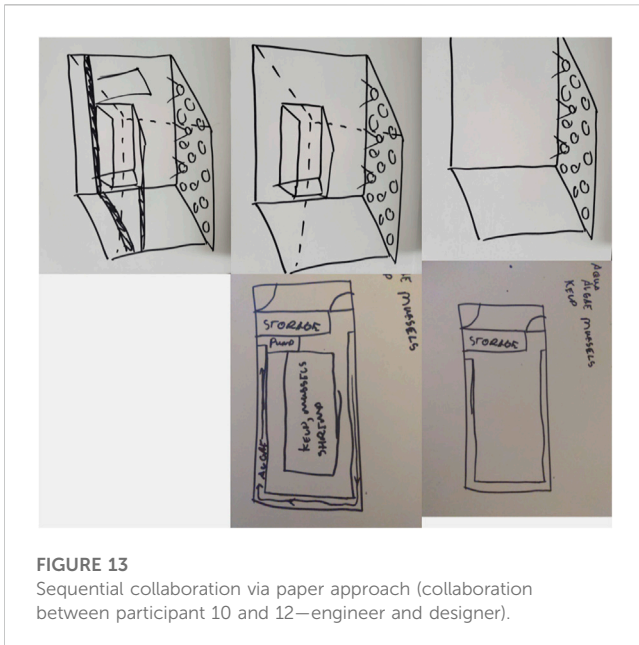 STORAGE
PUMP
KELP, MUSSELS
SHRIMP
ALGAE
AE MUSSELS
P
STORAGE
AQUA
ALGAE MUSSELS
KELP
FIGURE 13
Sequential collaboration via paper approach (collaboration
between participant 10 and 12—engineer and designer).